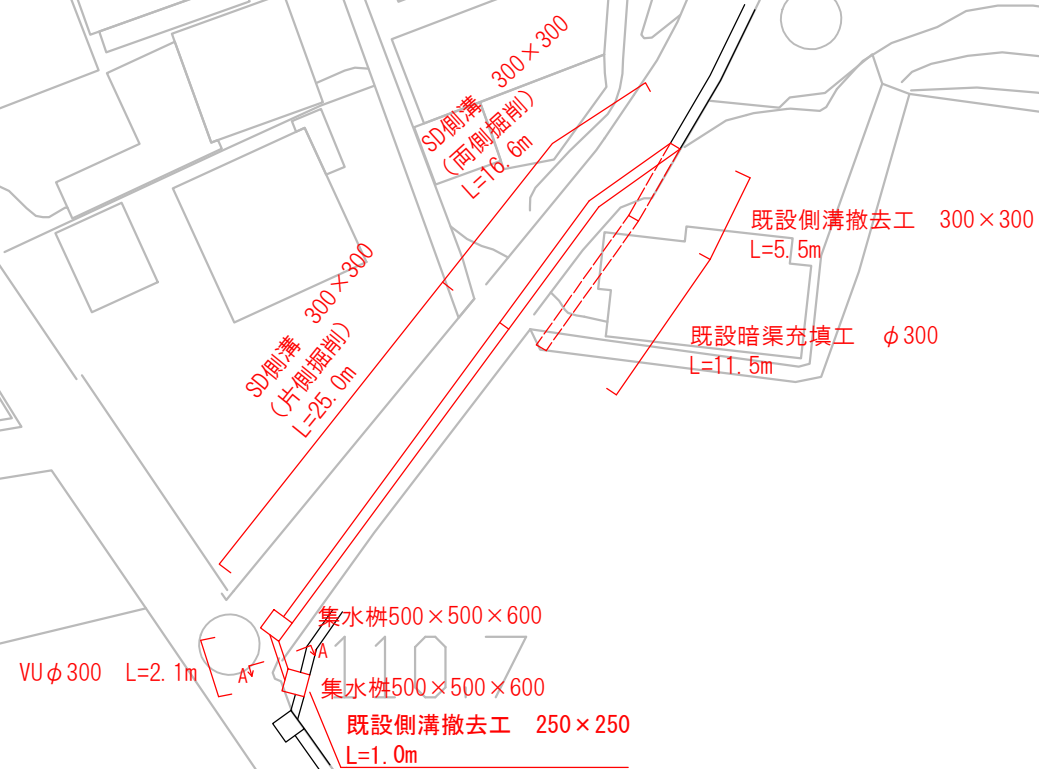 SD側溝　300×300
（両側掘削）
L=16.6m
既設側溝撤去工　300×300
L=5.5m
SD側溝　300×300
（片側掘削）
L=25.0m
既設暗渠充填工　φ300
L=11.5m
集水桝500×500×600
A
110.7
VUφ300　L=2.1m
A
集水桝500×500×600
既設側溝撤去工　250×250
L=1.0m